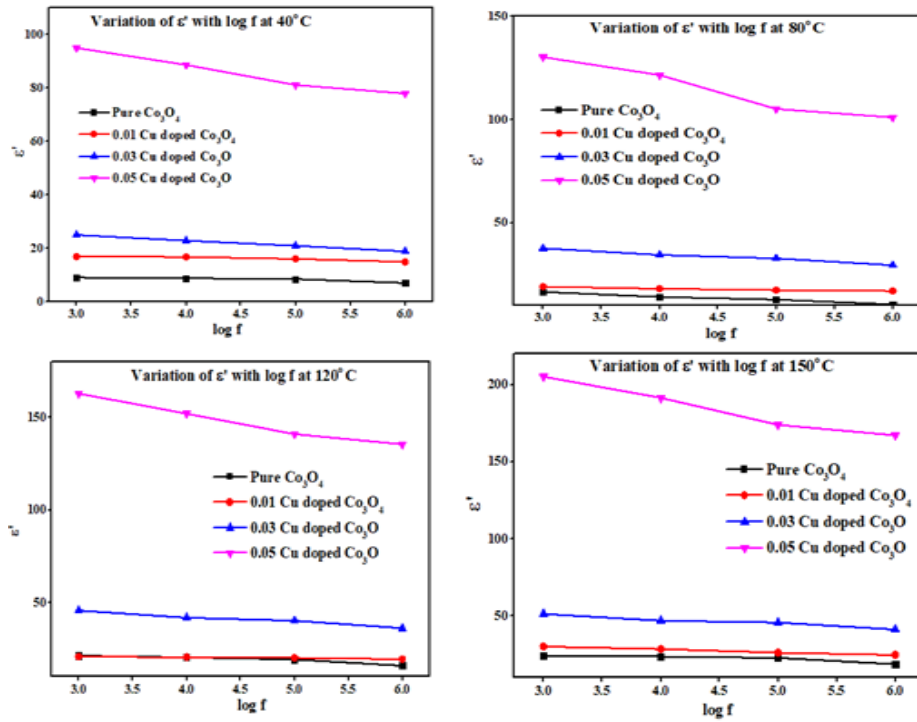 Variation of ε' with log f at 40°C
100
80
60
40
20
0
ε'
Pure Co₃O₄
0.01 Cu doped Co₃O₄
0.03 Cu doped Co₃O
0.05 Cu doped Co₃O
3.0 3.5 4.0 4.5 5.0 5.5 6.0
log f
Variation of ε' with log f at 80°C
150
100
50
ε'
Pure Co₃O₄
0.01 Cu doped Co₃O₄
0.03 Cu doped Co₃O
0.05 Cu doped Co₃O
3.0 3.5 4.0 4.5 5.0 5.5 6.0
log f
Variation of ε' with log f at 120°C
150
100
50
ε'
Pure Co₃O₄
0.01 Cu doped Co₃O₄
0.03 Cu doped Co₃O
0.05 Cu doped Co₃O
3.0 3.5 4.0 4.5 5.0 5.5 6.0
log f
Variation of ε' with log f at 150°C
200
150
100
50
ε'
Pure Co₃O₄
0.01 Cu doped Co₃O₄
0.03 Cu doped Co₃O
0.05 Cu doped Co₃O
3.0 3.5 4.0 4.5 5.0 5.5 6.0
log f